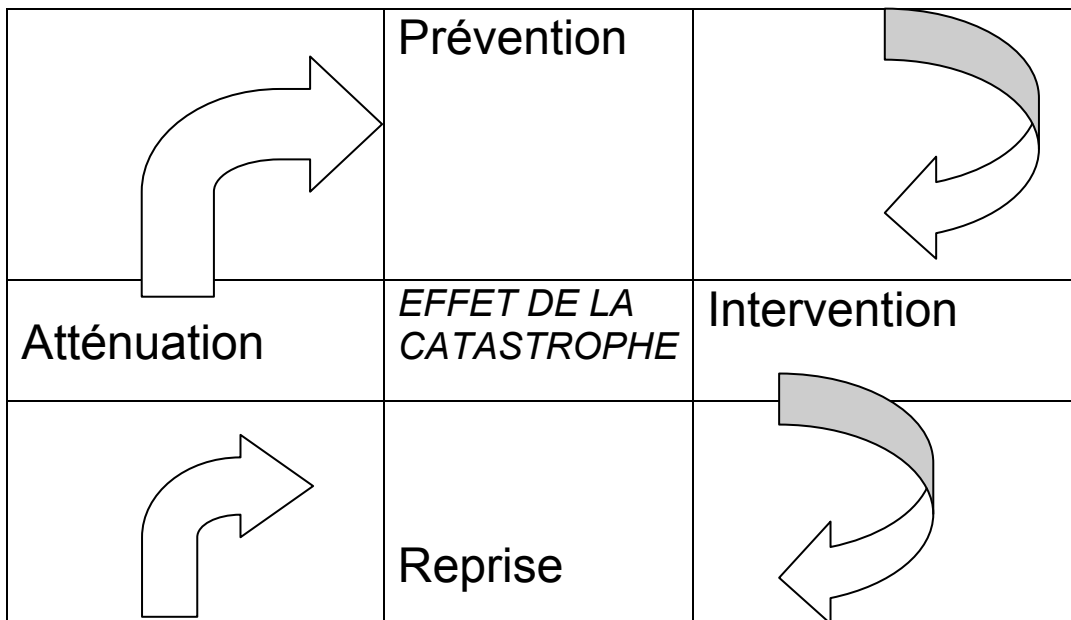 Prévention
Atténuation
EFFET DE LA
CATASTROPHE
Intervention
Reprise